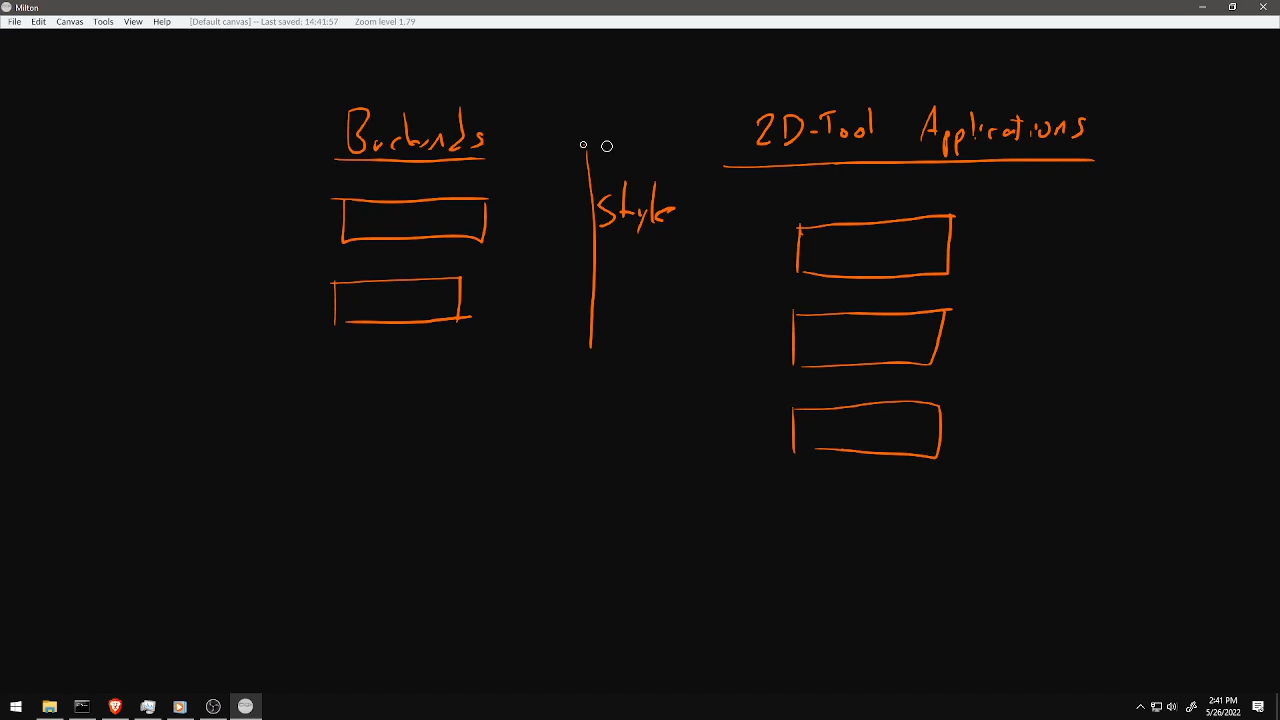 Milton
File Edit Canvas Tools View Help [Default canvas] -- Last saved: 14:41:57 Zoom level 1.79
Backends
2D-Tool Applications
Style
2:41 PM
5/26/2022